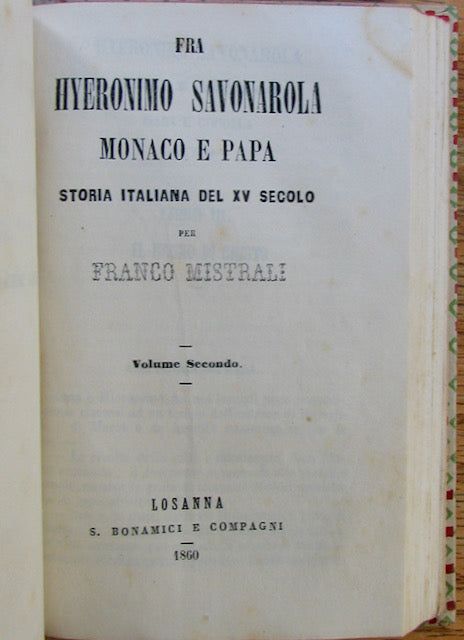 FRA
HYERONIMO SAVONAROLA
MONACO E PAPA
STORIA ITALIANA DEL XV SECOLO
PER
FRANCO MISTRALI
Volume Secondo.
LOSANNA
S. BONAMICI E COMPAGNI
1860